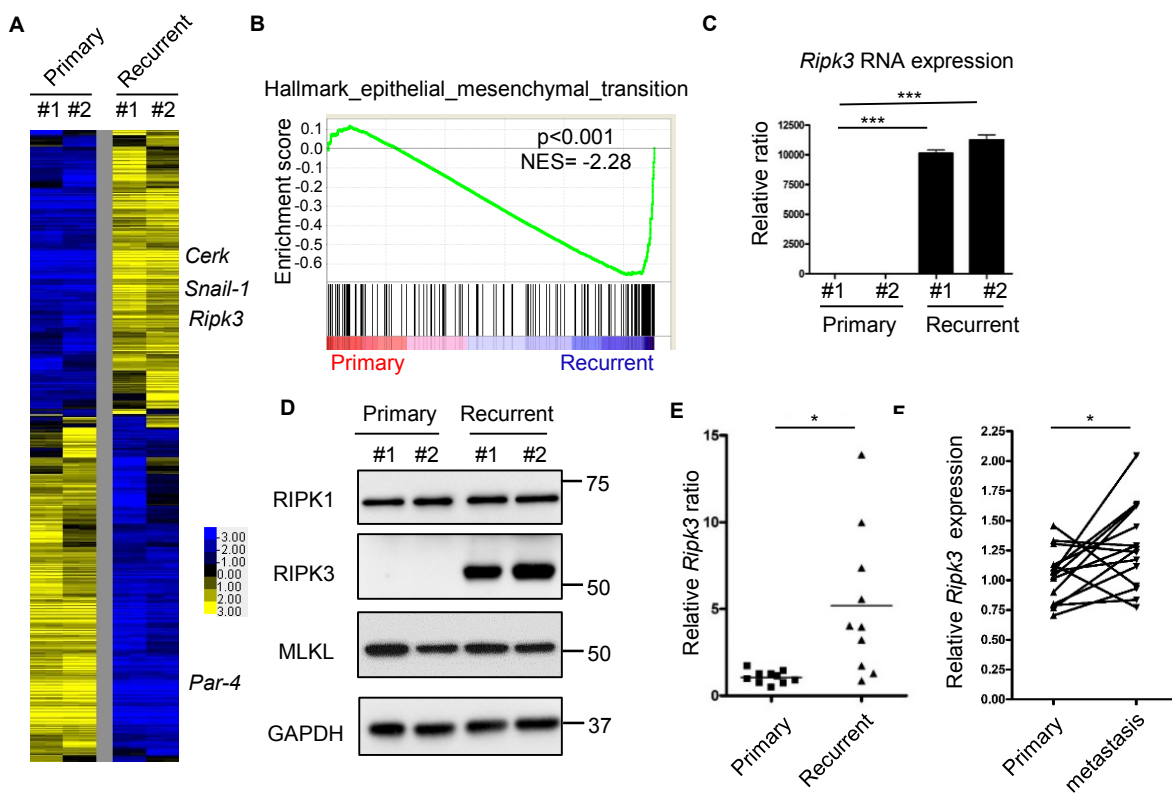 A
Primary
Recurrent
#1 #2 #1 #2
Cerk
Snail-1
Ripk3
Par-4
-3.00
-2.00
-1.00
0.00
1.00
2.00
3.00
B
Hallmark_epithelial_mesenchymal_transition
p<0.001
NES= -2.28
Enrichment score
0.1
0.0
-0.1
-0.2
-0.3
-0.4
-0.5
-0.6
Primary Recurrent
C
Ripk3 RNA expression
***
***
Relative ratio
12500
10000
7500
5000
2500
0
#1 #2 #1 #2
Primary Recurrent
D
Primary Recurrent
#1 #2 #1 #2
RIPK1 75
RIPK3 50
MLKL 50
GAPDH 37
E
*
Relative Ripk3 ratio
15
10
5
0
Primary
Recurrent
F
*
Relative Ripk3 expression
2.25
2.00
1.75
1.50
1.25
1.00
0.75
0.50
0.25
0.00
Primary
metastasis